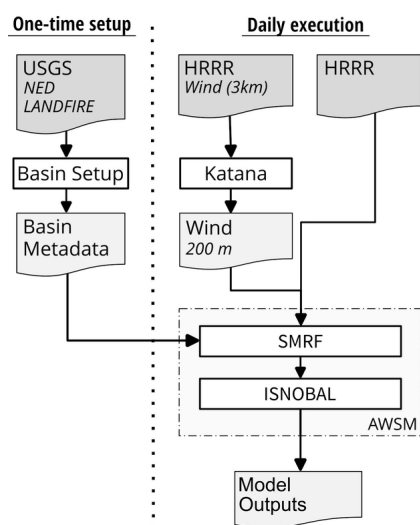 One-time setup
Daily execution
USGS
NED
LANDFIRE
Basin Setup
Basin
Metadata
HRRR
Wind (3km)
Katana
Wind
200 m
HRRR
SMRF
ISNOBAL
AWSM
Model
Outputs